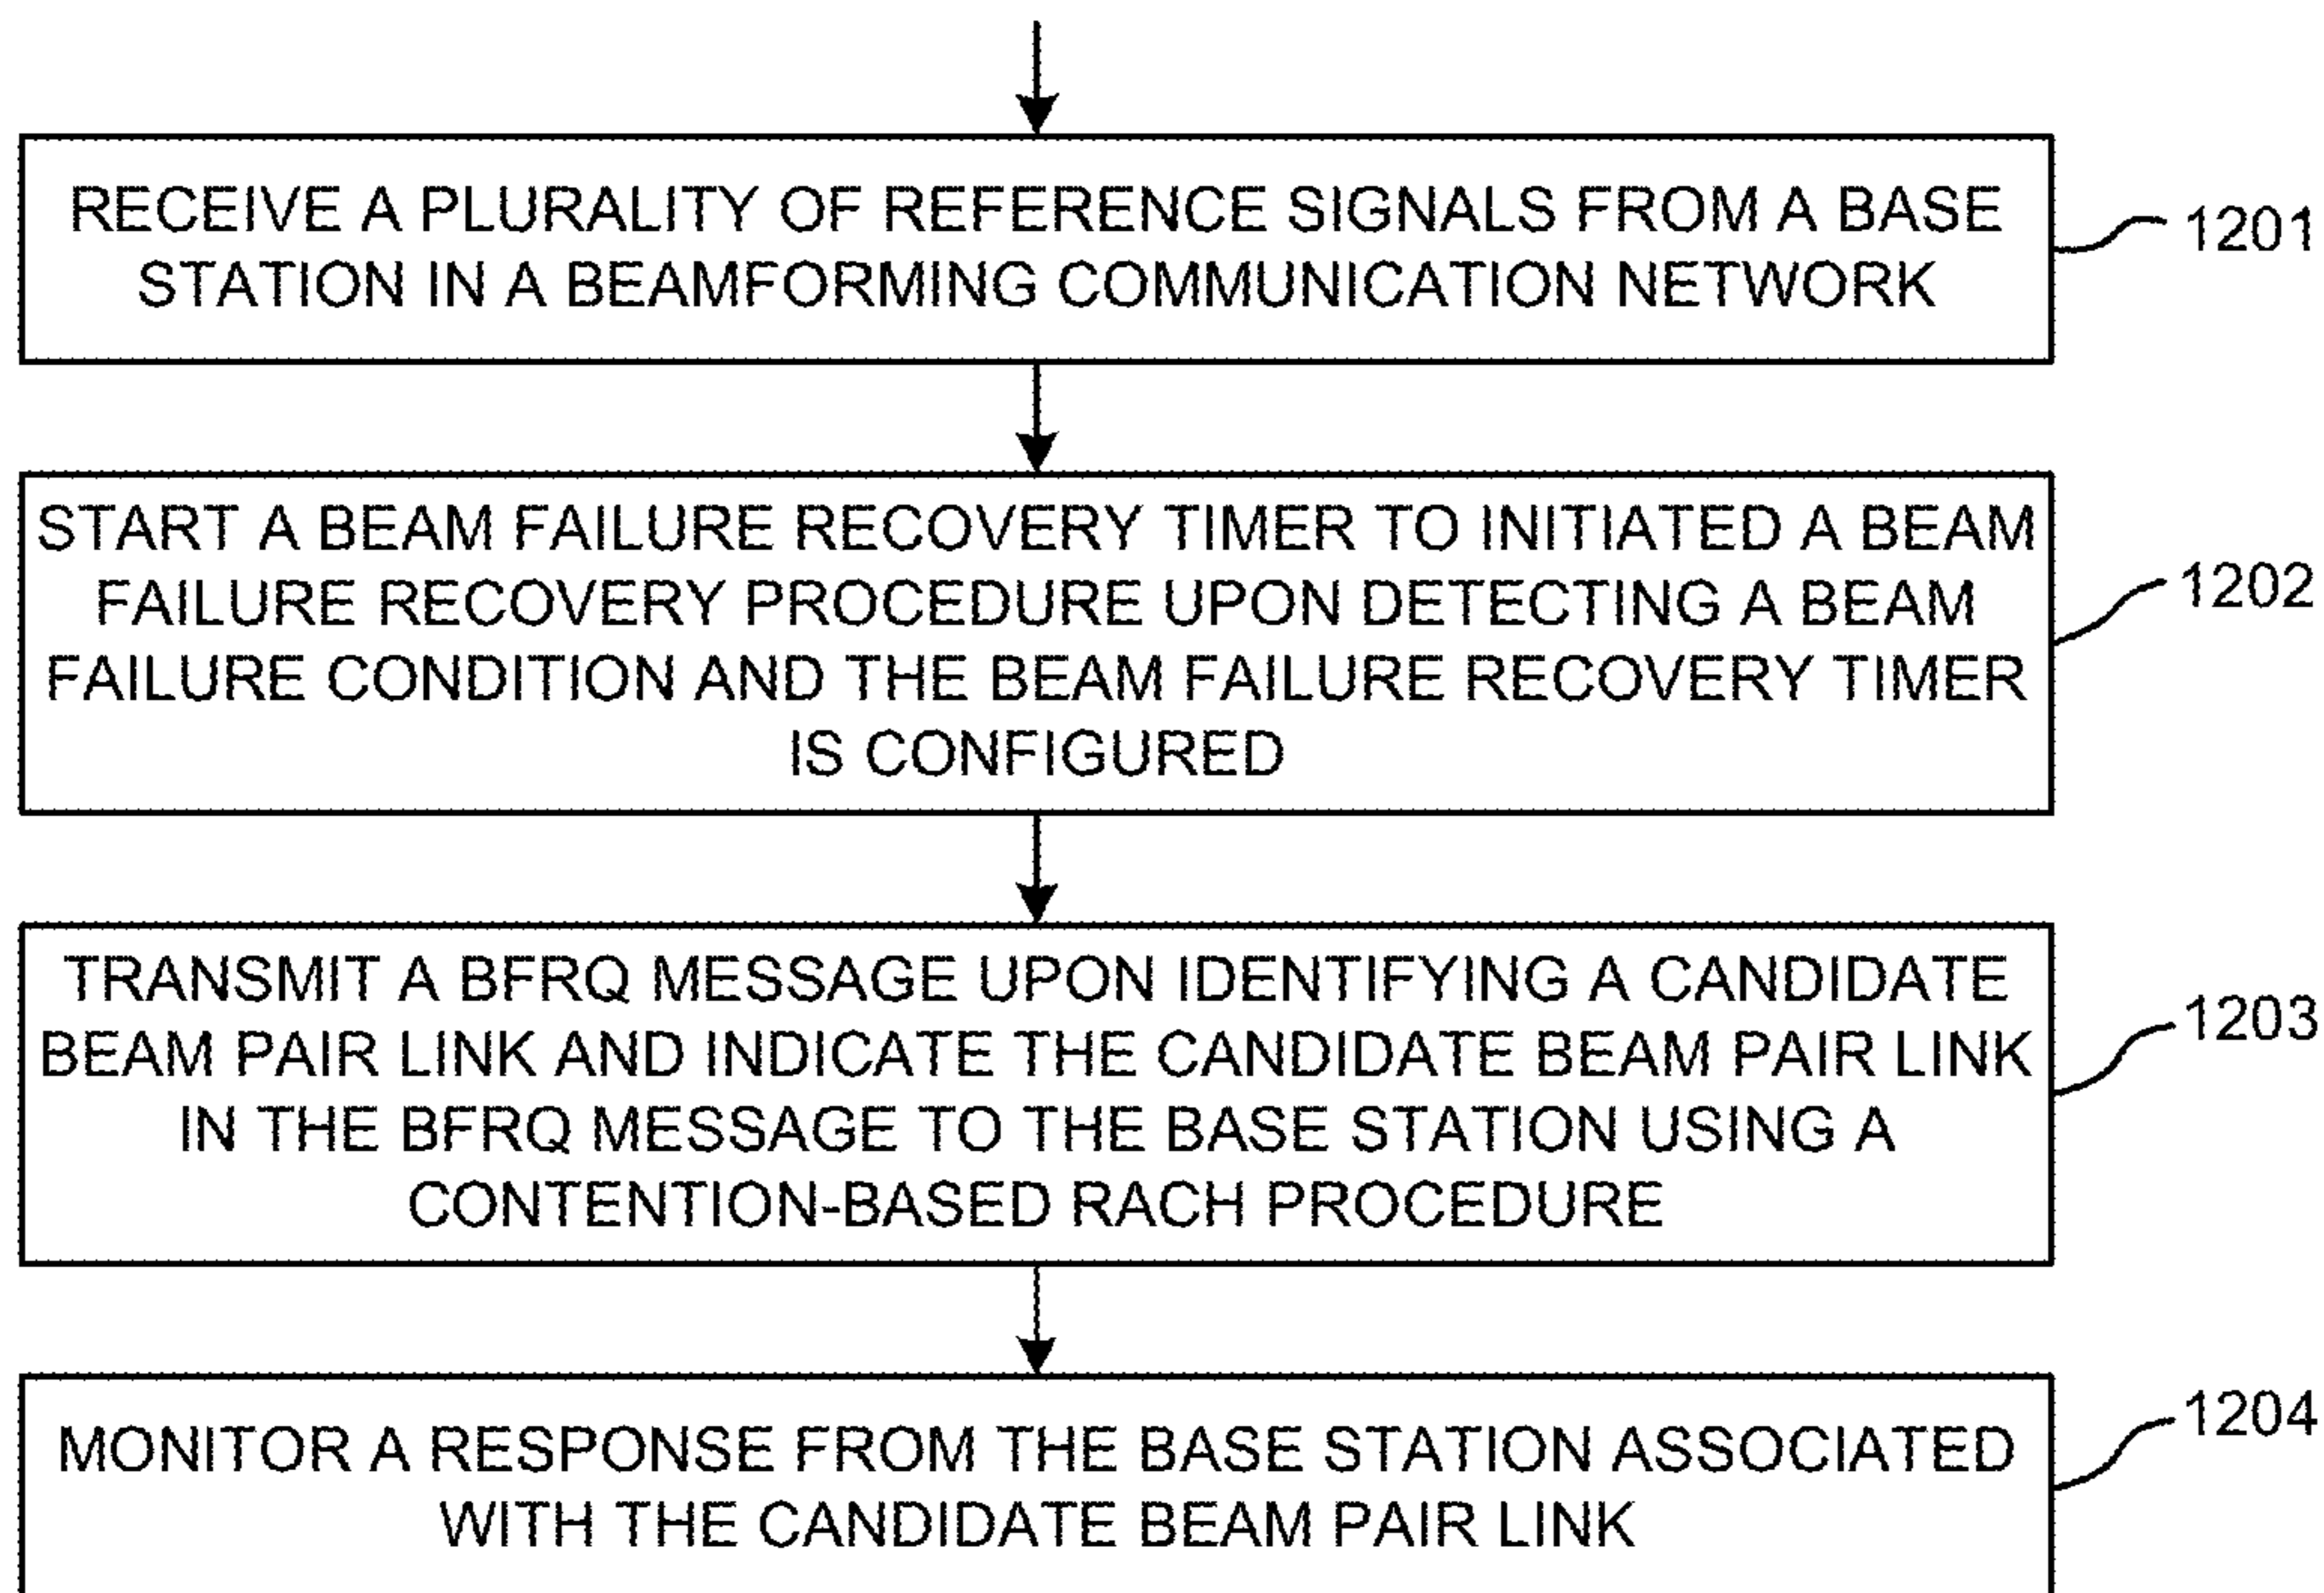 RECEIVE A PLURALITY OF REFERENCE SIGNALS FROM A BASE
STATION IN A BEAMFORMING COMMUNICATION NETWORK
1201
START A BEAM FAILURE RECOVERY TIMER TO INITIATED A BEAM
FAILURE RECOVERY PROCEDURE UPON DETECTING A BEAM
FAILURE CONDITION AND THE BEAM FAILURE RECOVERY TIMER
IS CONFIGURED
1202
TRANSMIT A BFRQ MESSAGE UPON IDENTIFYING A CANDIDATE
BEAM PAIR LINK AND INDICATE THE CANDIDATE BEAM PAIR LINK
IN THE BFRQ MESSAGE TO THE BASE STATION USING A
CONTENTION-BASED RACH PROCEDURE
1203
MONITOR A RESPONSE FROM THE BASE STATION ASSOCIATED
WITH THE CANDIDATE BEAM PAIR LINK
1204